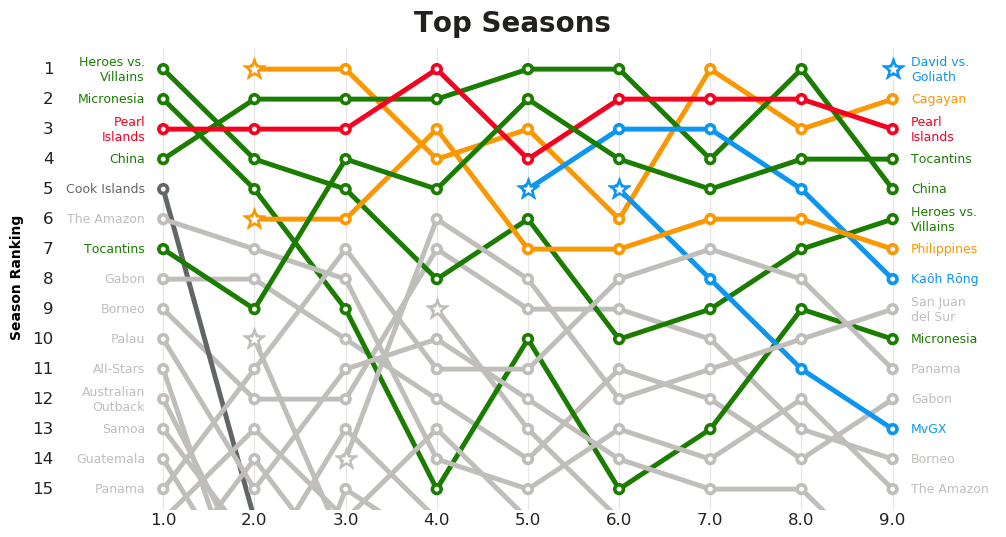 Top Seasons
Season Ranking
1
2
3
4
5
6
7
8
9
10
11
12
13
14
15
Heroes vs.
Villains
Micronesia
Pearl
Islands
China
Cook Islands
The Amazon
Tocantins
Gabon
Borneo
Palau
All-Stars
Australian
Outback
Samoa
Guatemala
Panama
David vs.
Goliath
Cagayan
Pearl
Islands
Tocantins
China
Heroes vs.
Villains
Philippines
Kaôh Rōng
San Juan
del Sur
Micronesia
Panama
Gabon
MvGX
Borneo
The Amazon
1.0 2.0 3.0 4.0 5.0 6.0 7.0 8.0 9.0